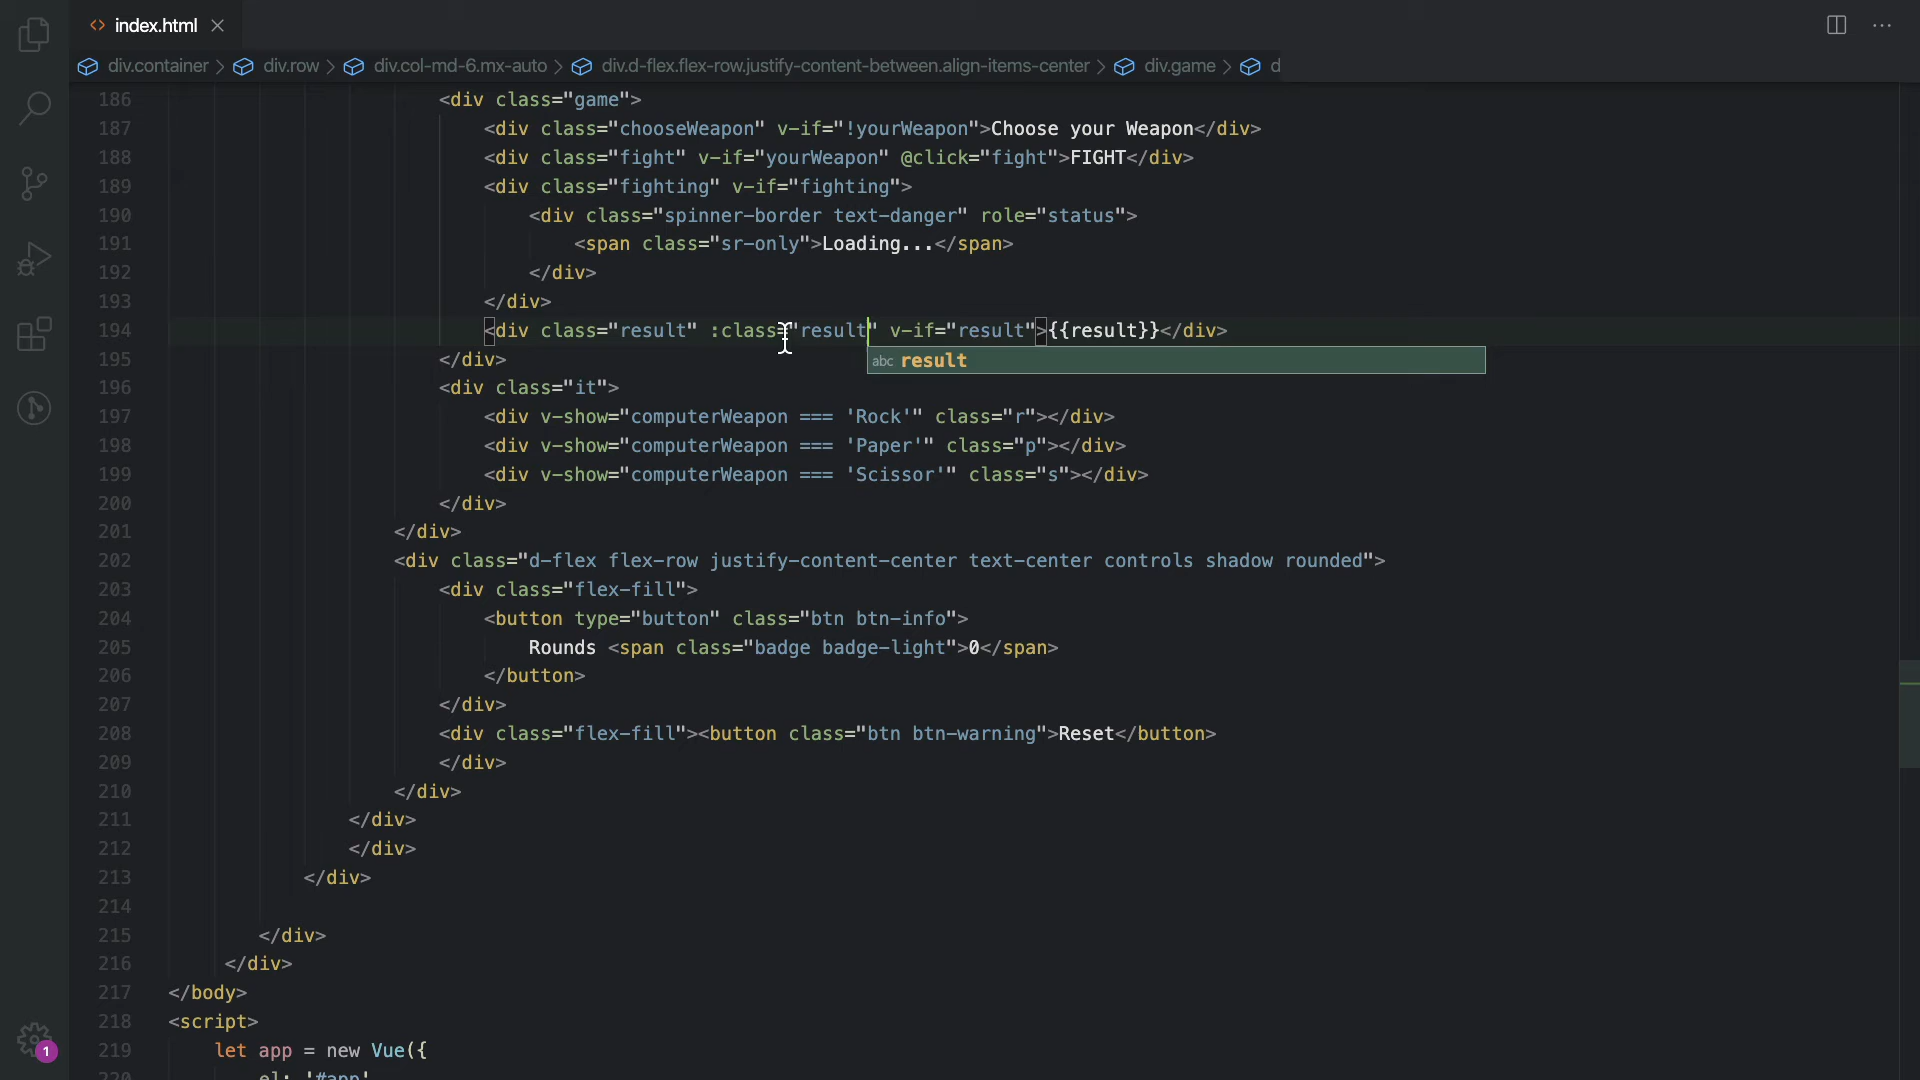 index.html
div.container > div.row > div.col-md-6.mx-auto > div.d-flex.flex-row.justify-content-between.align-items-center > div.game > d
186 <div class="game">
187 <div class="chooseWeapon" v-if="!yourWeapon">Choose your Weapon</div>
188 <div class="fight" v-if="yourWeapon" @click="fight">FIGHT</div>
189 <div class="fighting" v-if="fighting">
190 <div class="spinner-border text-danger" role="status">
191 <span class="sr-only">Loading...</span>
192 </div>
193 </div>
194 <div class="result" :class="result" v-if="result">{{result}}</div>
195 </div>
abc result
196 <div class="it">
197 <div v-show="computerWeapon === 'Rock'" class="r"></div>
198 <div v-show="computerWeapon === 'Paper'" class="p"></div>
199 <div v-show="computerWeapon === 'Scissor'" class="s"></div>
200 </div>
201 </div>
202 <div class="d-flex flex-row justify-content-center text-center controls shadow rounded">
203 <div class="flex-fill">
204 <button type="button" class="btn btn-info">
205 Rounds <span class="badge badge-light">0</span>
206 </button>
207 </div>
208 <div class="flex-fill"><button class="btn btn-warning">Reset</button>
209 </div>
210 </div>
211 </div>
212 </div>
213 </div>
214
215 </div>
216 </div>
217 </body>
218 <script>
219 let app = new Vue({
220 el: '#app'
1